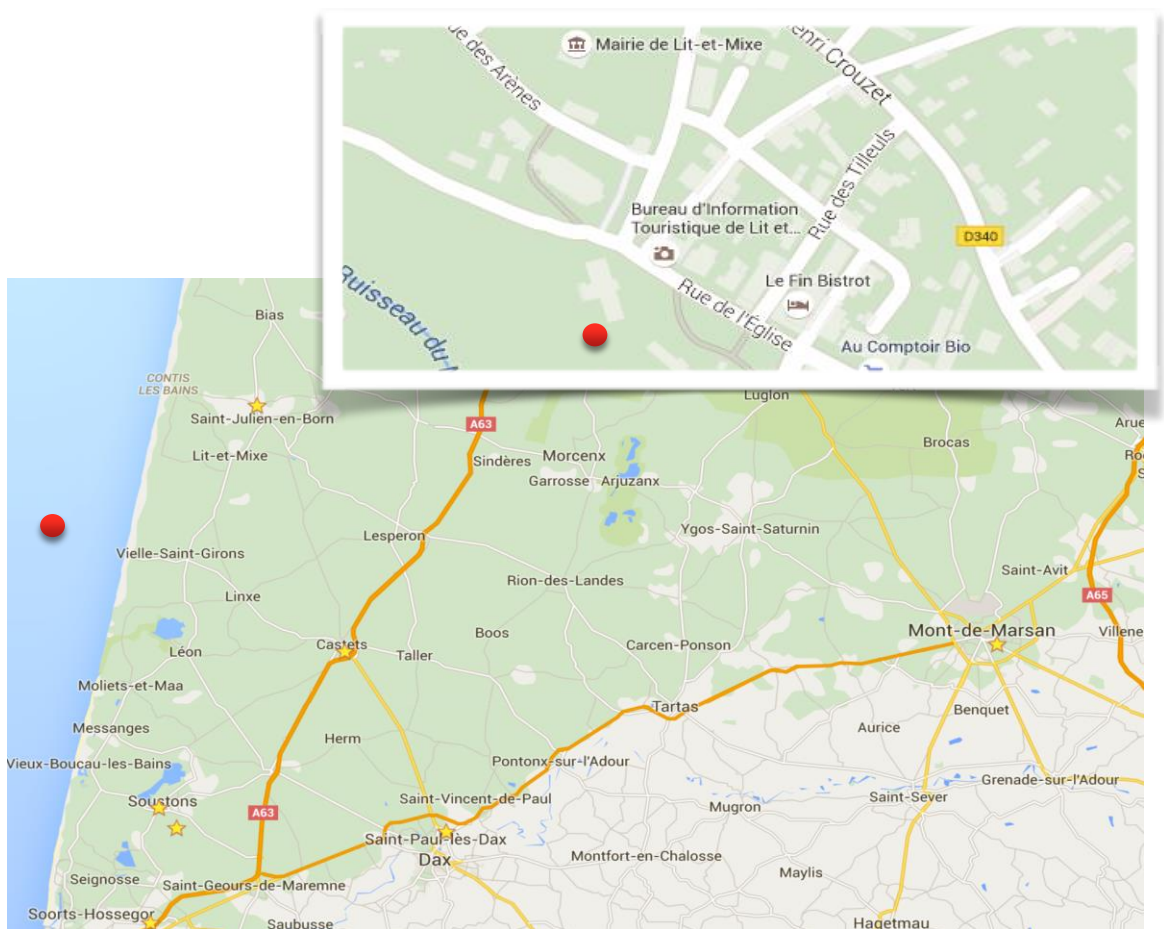 Mairie de Lit-et-Mixe
Rue des Arènes
enri Crouzet
Rue des Tilleuls
Bureau d'Information
Touristique de Lit et...
D340
Le Fin Bistrot
Rue de l'Église
Au Comptoir Bio
Bias
CONTIS
LES BAINS
Saint-Julien-en-Born
Luglon
A63
Brocas
Lit-et-Mixe
Sindères
Morcenx
Garrosse
Arjuzanx
Ygos-Saint-Saturnin
Lesperon
Vielle-Saint-Girons
Saint-Avit
Rion-des-Landes
A65
Linxe
Boos
Mont-de-Marsan
Villene
Castets
Carcen-Ponson
Léon
Taller
Moliets-et-Maa
Tartas
Benquet
Messanges
Herm
Aurice
Vieux-Boucau-les-Bains
Pontonx-sur-l'Adour
Grenade-sur-l'Adour
Soustons
Saint-Vincent-de-Paul
Saint-Sever
A63
Mugron
Saint-Paul-lès-Dax
Dax
Montfort-en-Chalosse
Maylis
Seignosse
Saint-Geours-de-Maremne
Soorts-Hossegor
Saubusse
Hagetmau